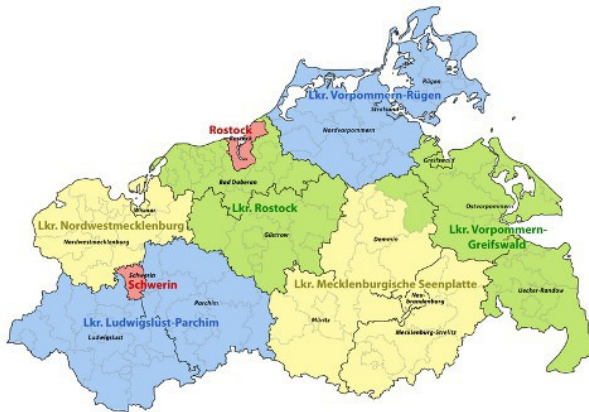 Rügen
Lkr. Vorpommern-Rügen
Stralsund
Nordvorpommern
Rostock
Rostock
Greifswald
Bad Doberan
Ostvorpommern
Lkr. Rostock
Wismar
Lkr. Nordwestmecklenburg
Nordwestmecklenburg
Güstrow
Demmin
Lkr. Vorpommern-
Greifswald
Schwerin
Schwerin
Lkr. Mecklenburgische Seenplatte
Uecker-Randow
Parchim
Neu-
Brandenburg
Lkr. Ludwigslust-Parchim
Müritz
Ludwigslust
Mecklenburg-Strelitz